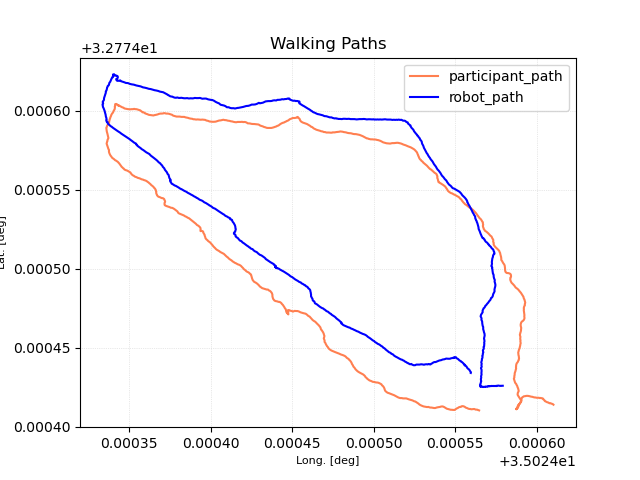 Walking Paths
+3.2774e1
participant_path
robot_path
0.00060
0.00055
0.00050
0.00045
0.00040
Lat. [deg]
0.00035 0.00040 0.00045 0.00050 0.00055 0.00060
Long. [deg]
+3.5024e1